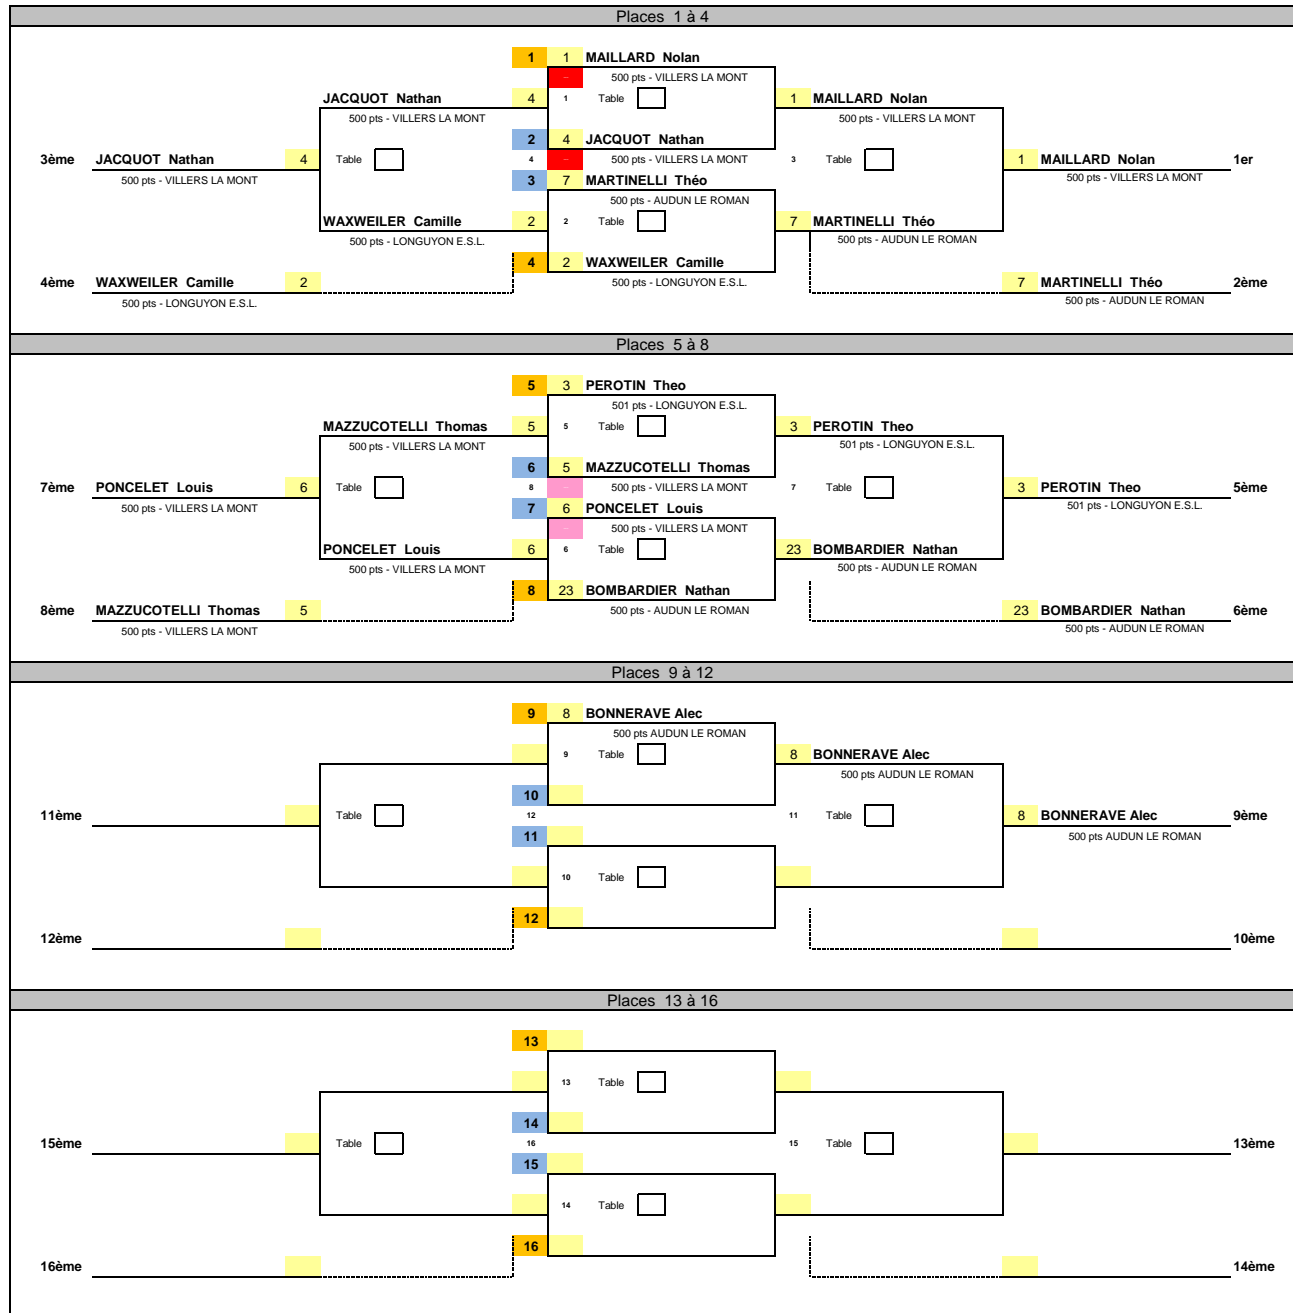 Places 1 à 4
1 1 MAILLARD Nolan
500 pts - VILLERS LA MONT
JACQUOT Nathan 4 1 Table 1 MAILLARD Nolan
500 pts - VILLERS LA MONT 500 pts - VILLERS LA MONT
2 4 JACQUOT Nathan
3ème JACQUOT Nathan 4 Table 4 500 pts - VILLERS LA MONT 3 Table 1 MAILLARD Nolan 1er
500 pts - VILLERS LA MONT 3 7 MARTINELLI Théo 500 pts - VILLERS LA MONT
500 pts - AUDUN LE ROMAN
WAXWEILER Camille 2 2 Table 7 MARTINELLI Théo
500 pts - LONGUYON E.S.L. 500 pts - AUDUN LE ROMAN
4 2 WAXWEILER Camille
4ème WAXWEILER Camille 2 500 pts - LONGUYON E.S.L. 7 MARTINELLI Théo 2ème
500 pts - LONGUYON E.S.L. 500 pts - AUDUN LE ROMAN
Places 5 à 8
5 3 PEROTIN Theo
501 pts - LONGUYON E.S.L.
MAZZUCOTELLI Thomas 5 5 Table 3 PEROTIN Theo
500 pts - VILLERS LA MONT 501 pts - LONGUYON E.S.L.
6 5 MAZZUCOTELLI Thomas
7ème PONCELET Louis 6 Table 8 500 pts - VILLERS LA MONT 7 Table 3 PEROTIN Theo 5ème
500 pts - VILLERS LA MONT 7 6 PONCELET Louis 501 pts - LONGUYON E.S.L.
500 pts - VILLERS LA MONT
PONCELET Louis 6 6 Table 23 BOMBARDIER Nathan
500 pts - VILLERS LA MONT 500 pts - AUDUN LE ROMAN
8 23 BOMBARDIER Nathan
8ème MAZZUCOTELLI Thomas 5 500 pts - AUDUN LE ROMAN 23 BOMBARDIER Nathan 6ème
500 pts - VILLERS LA MONT 500 pts - AUDUN LE ROMAN
Places 9 à 12
9 8 BONNERAVE Alec
500 pts AUDUN LE ROMAN
9 Table 8 BONNERAVE Alec
500 pts AUDUN LE ROMAN
10
11ème Table 12 11 Table 8 BONNERAVE Alec 9ème
11 500 pts AUDUN LE ROMAN
10 Table
12
12ème 10ème
Places 13 à 16
13
13 Table
14
15ème Table 16 15 Table 13ème
15
14 Table
16
16ème 14ème